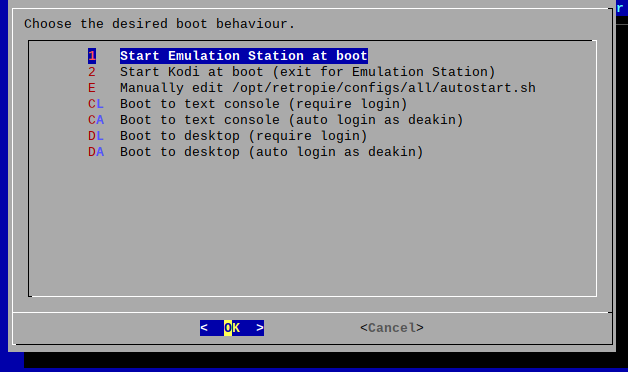 r
Choose the desired boot behaviour.
1 Start Emulation Station at boot
2 Start Kodi at boot (exit for Emulation Station)
E Manually edit /opt/retropie/configs/all/autostart.sh
CL Boot to text console (require login)
CA Boot to text console (auto login as deakin)
DL Boot to desktop (require login)
DA Boot to desktop (auto login as deakin)
< OK > <Cancel>